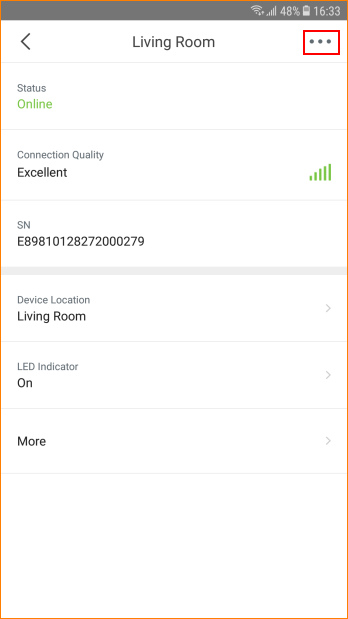 48% 16:33
Living Room
Status
Online
Connection Quality
Excellent
SN
E89810128272000279
Device Location
Living Room
LED Indicator
On
More